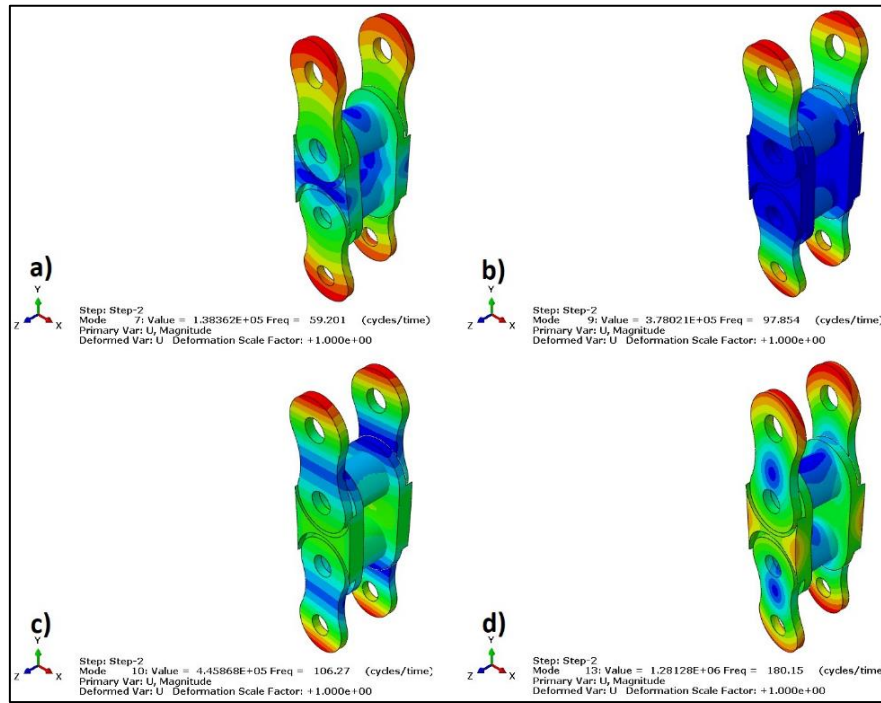 a)
Y
Z X
Step: Step-2
Mode 7: Value = 1.38362E+05 Freq = 59.201 (cycles/time)
Primary Var: U, Magnitude
Deformed Var: U Deformation Scale Factor: +1.000e+00
b)
Y
Z X
Step: Step-2
Mode 9: Value = 3.78021E+05 Freq = 97.854 (cycles/time)
Primary Var: U, Magnitude
Deformed Var: U Deformation Scale Factor: +1.000e+00
c)
Y
Z X
Step: Step-2
Mode 10: Value = 4.45868E+05 Freq = 106.27 (cycles/time)
Primary Var: U, Magnitude
Deformed Var: U Deformation Scale Factor: +1.000e+00
d)
Y
Z X
Step: Step-2
Mode 13: Value = 1.28128E+06 Freq = 180.15 (cycles/time)
Primary Var: U, Magnitude
Deformed Var: U Deformation Scale Factor: +1.000e+00